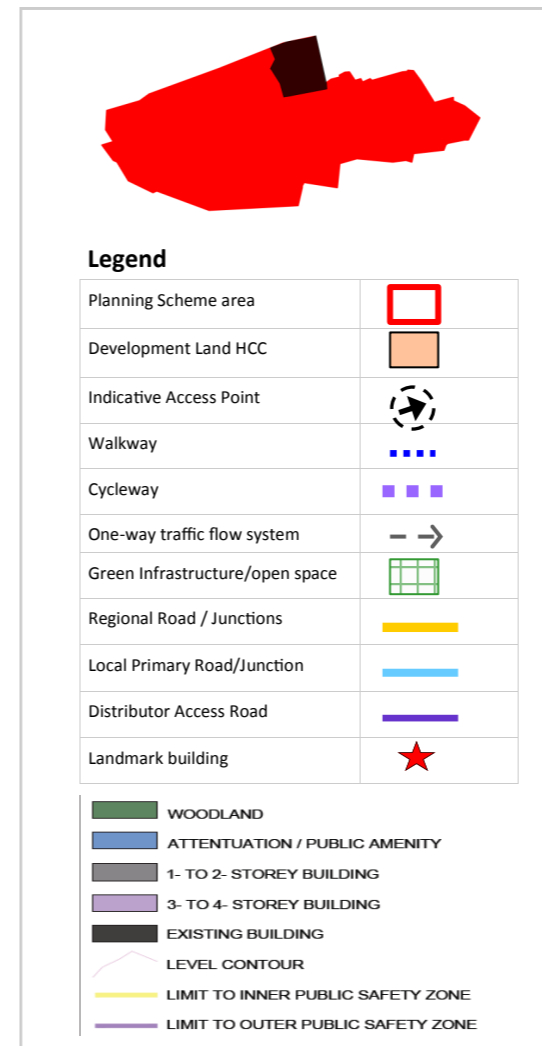 Legend
Planning Scheme area
Development Land HCC
Indicative Access Point
Walkway
Cycleway
One-way traffic flow system
Green Infrastructure/open space
Regional Road / Junctions
Local Primary Road/Junction
Distributor Access Road
Landmark building
WOODLAND
ATTENTUATION / PUBLIC AMENITY
1- TO 2- STOREY BUILDING
3- TO 4- STOREY BUILDING
EXISTING BUILDING
LEVEL CONTOUR
LIMIT TO INNER PUBLIC SAFETY ZONE
LIMIT TO OUTER PUBLIC SAFETY ZONE